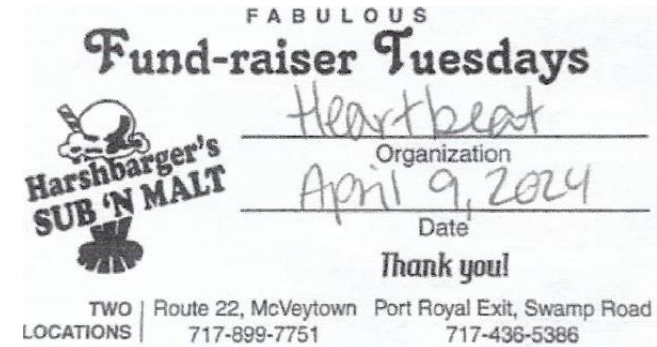 FABULOUS
Fund-raiser Tuesdays
Harshbarger's
SUB 'N MALT
Heartbeat
Organization
April 9, 2024
Date
Thank you!
TWO LOCATIONS
Route 22, McVeytown
717-899-7751
Port Royal Exit, Swamp Road
717-436-5386